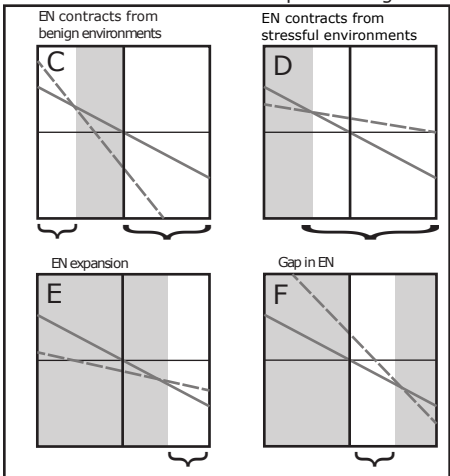 EN contracts from
benign environments
EN contracts from
stressful environments
C
D
EN expansion
Gap in EN
E
F